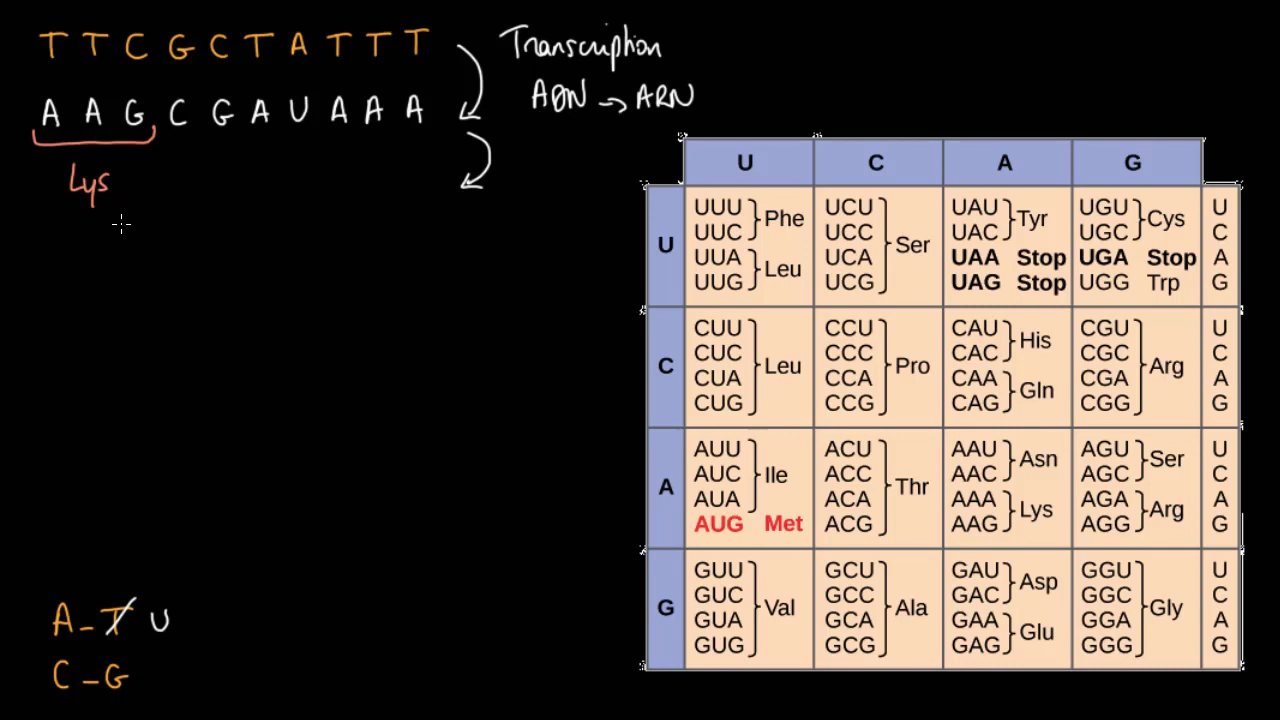 T T C G C T A T T T
Transcription
A A G C G A U A A A
ADN → ARN
Lys
U C A G
U
UUU UUC Phe
UUA UUG Leu
UCU UCC UCA UCG Ser
UAU UAC Tyr
UAA Stop
UAG Stop
UGU UGC Cys
UGA Stop
UGG Trp
U C A G
C
CUU CUC CUA CUG Leu
CCU CCC CCA CCG Pro
CAU CAC His
CAA CAG Gln
CGU CGC CGA CGG Arg
U C A G
A
AUU AUC AUA Ile
AUG Met
ACU ACC ACA ACG Thr
AAU AAC Asn
AAA AAG Lys
AGU AGC Ser
AGA AGG Arg
U C A G
G
GUU GUC GUA GUG Val
GCU GCC GCA GCG Ala
GAU GAC Asp
GAA GAG Glu
GGU GGC GGA GGG Gly
U C A G
A - T U
C - G